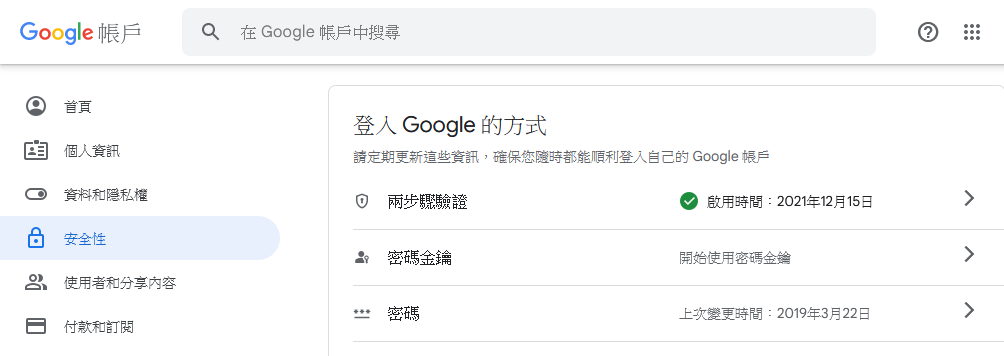 Google 帳戶
在 Google 帳戶中搜尋
首頁
個人資訊
資料和隱私權
安全性
使用者和分享內容
付款和訂閱
登入 Google 的方式
請定期更新這些資訊，確保您隨時都能順利登入自己的 Google 帳戶
兩步驟驗證
啟用時間：2021年12月15日
密碼金鑰
開始使用密碼金鑰
密碼
上次變更時間：2019年3月22日